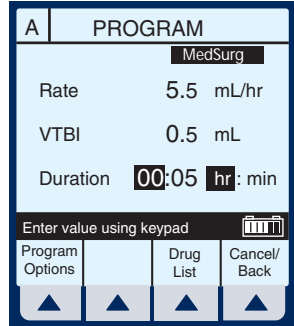 A PROGRAM
MedSurg
Rate 5.5 mL/hr
VTBI 0.5 mL
Duration 00:05 hr : min
Enter value using keypad
Program Options Drug List Cancel/ Back